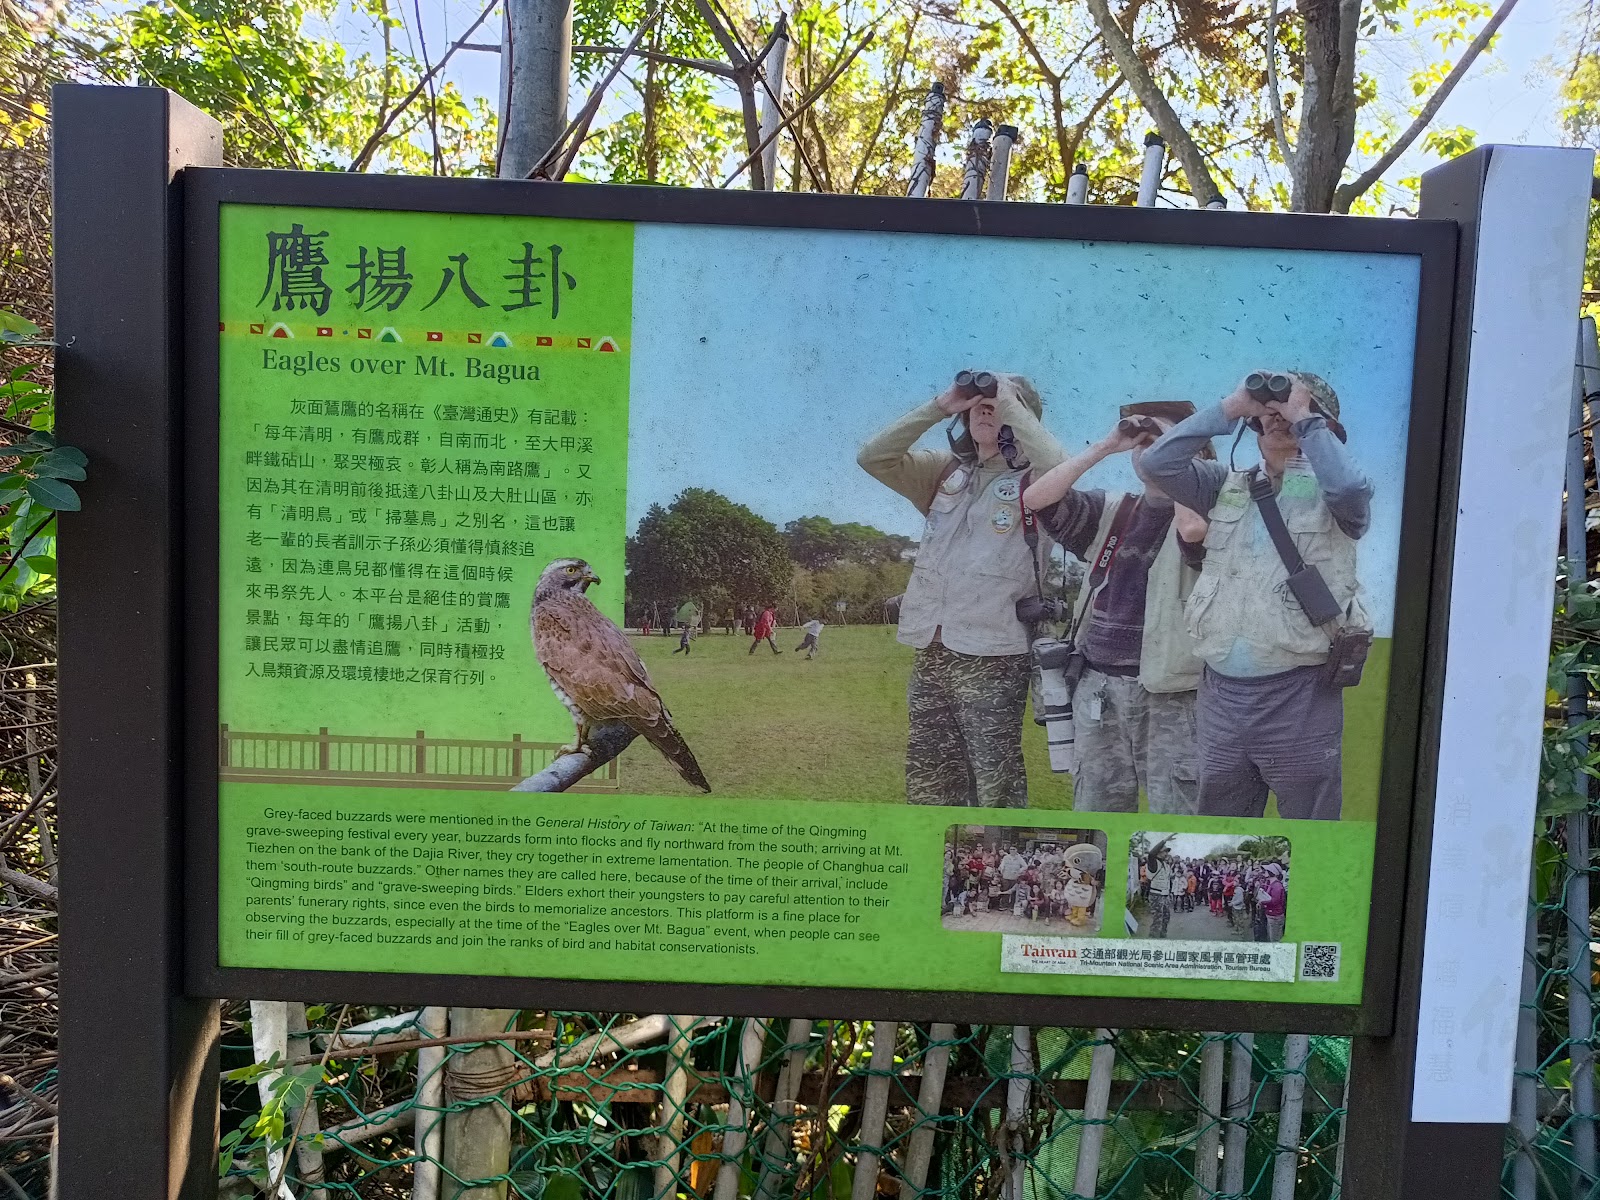 鷹揚八卦
Eagles over Mt. Bagua
灰面鵟鷹的名稱在《臺灣通史》有記載：
「每年清明，有鷹成群，自南而北，至大甲溪
畔鐵砧山，聚哭極哀。彰人稱為南路鷹」。又
因為其在清明前後抵達八卦山及大肚山區，亦
有「清明鳥」或「掃墓鳥」之別名，這也讓
老一輩的長者訓示子孫必須懂得慎終追
遠，因為連鳥兒都懂得在這個時候
來弔祭先人。本平台是絕佳的賞鷹
景點，每年的「鷹揚八卦」活動，
讓民眾可以盡情追鷹，同時積極投
入鳥類資源及環境棲地之保育行列。
EOS 70D
Grey-faced buzzards were mentioned in the General History of Taiwan: “At the time of the Qingming
grave-sweeping festival every year, buzzards form into flocks and fly northward from the south; arriving at Mt.
Tiezhen on the bank of the Dajia River, they cry together in extreme lamentation. The people of Changhua call
them ‘south-route buzzards.” Other names they are called here, because of the time of their arrival, include
“Qingming birds” and “grave-sweeping birds.” Elders exhort their youngsters to pay careful attention to their
parents’ funerary rights, since even the birds to memorialize ancestors. This platform is a fine place for
observing the buzzards, especially at the time of the “Eagles over Mt. Bagua” event, when people can see
their fill of grey-faced buzzards and join the ranks of bird and habitat conservationists.
Taiwan
THE HEART OF ASIA
交通部觀光局參山國家風景區管理處
Tri-Mountain National Scenic Area Administration, Tourism Bureau